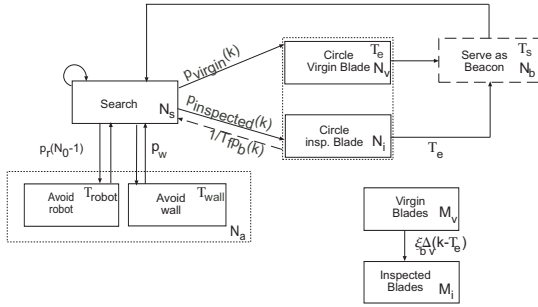 p_virgin(k)
Circle T_e
Virgin Blade N_v
Serve as T_s
Beacon N_b
Search N_s
p_inspected(k)
1/T_f p_b(k)
Circle
insp. Blade N_i
T_e
p_r(N_0-1)
p_w
Avoid T_robot
robot
Avoid T_wall
wall
N_a
Virgin
Blades M_v
ξ_bΔ_v(k-T_e)
Inspected
Blades M_i